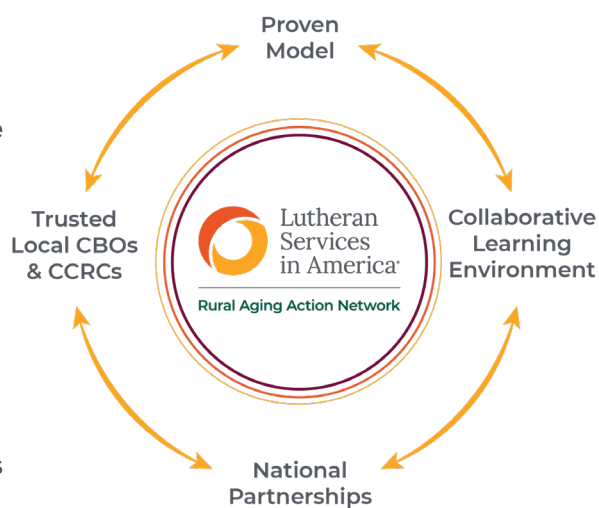 Proven
Model
Trusted
Local CBOs
& CCRCs
Lutheran
Services
in America
Rural Aging Action Network
Collaborative
Learning
Environment
National
Partnerships